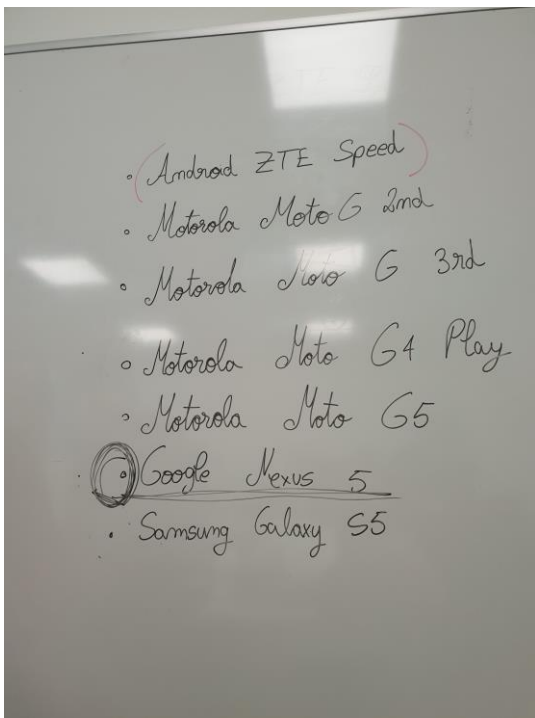 • (Android ZTE Speed)
• Motorola Moto G 2nd
• Motorola Moto G 3rd
• Motorola Moto G4 Play
• Motorola Moto G5
• Google Nexus 5
• Samsung Galaxy S5